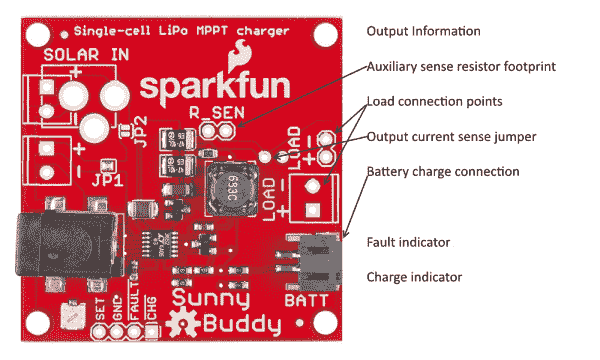 Single-cell LiPo MPPT charger
SOLAR IN
+
-
sparkfun
R_SEN
JP2
+
-
JP1
LOAD
+
-
LOAD
+
-
633C
SET
GND
FAULT
CHG
Sunny
Buddy
BATT
Output Information
Auxiliary sense resistor footprint
Load connection points
Output current sense jumper
Battery charge connection
Fault indicator
Charge indicator